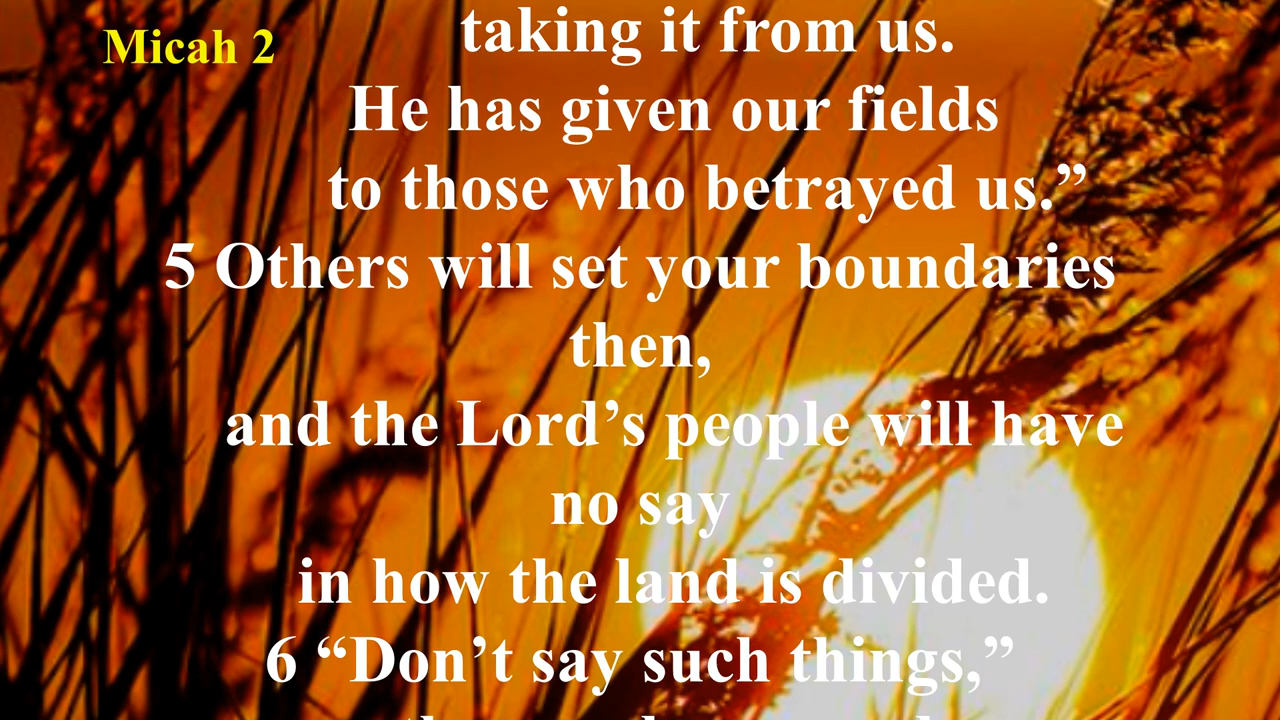 Micah 2
taking it from us.
He has given our fields
to those who betrayed us.”
5 Others will set your boundaries
then,
and the Lord’s people will have
no say
in how the land is divided.
6 “Don’t say such things,”